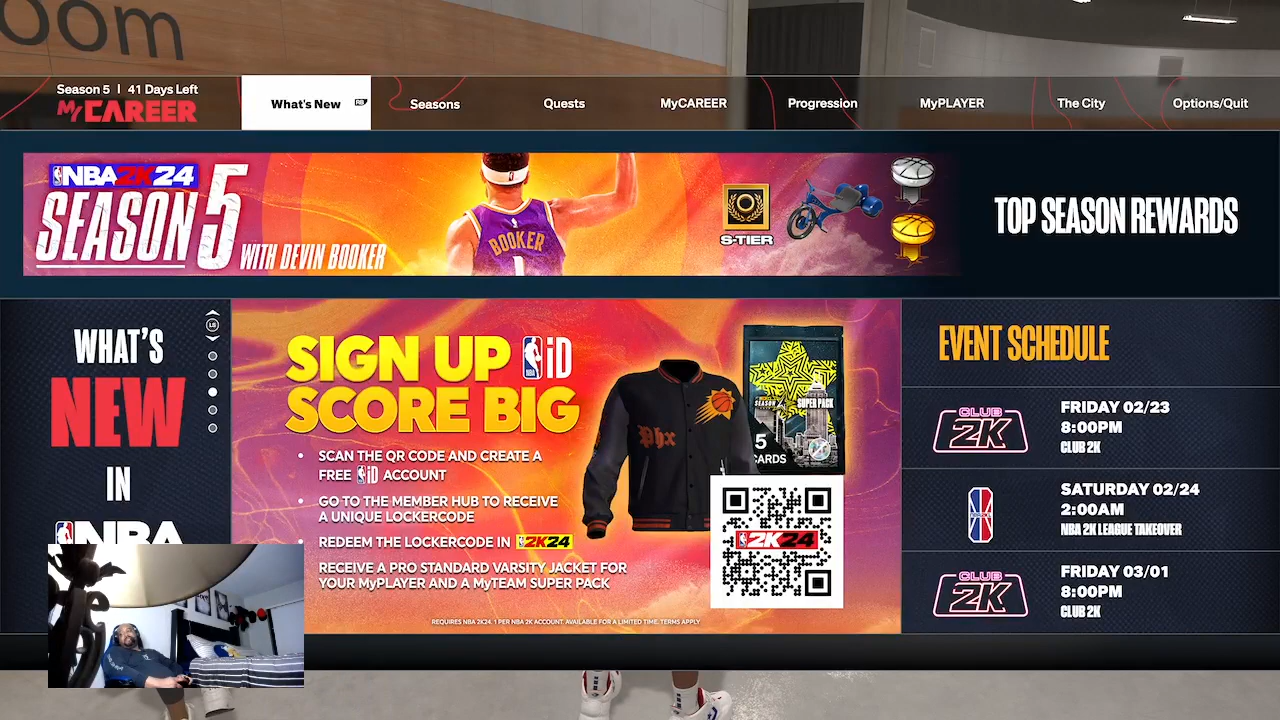 oom
Season 5 | 41 Days Left
MyCAREER
What's New
Seasons
Quests
MyCAREER
Progression
MyPLAYER
The City
Options/Quit
NBA 2K24
SEASON 5
WITH DEVIN BOOKER
BOOKER
1
S-TIER
TOP SEASON REWARDS
WHAT'S
NEW
IN
NBA
LS
SIGN UP NBA iD
SCORE BIG
• SCAN THE QR CODE AND CREATE A
FREE iD ACCOUNT
• GO TO THE MEMBER HUB TO RECEIVE
A UNIQUE LOCKERCODE
• REDEEM THE LOCKERCODE IN 2K24
• RECEIVE A PRO STANDARD VARSITY JACKET FOR
YOUR MyPLAYER AND A MyTEAM SUPER PACK
REQUIRES NBA 2K24. 1 PER NBA 2K ACCOUNT. AVAILABLE FOR A LIMITED TIME. TERMS APPLY
Phx
SEASON
SUPER PACK
5
CARDS
2K24
EVENT SCHEDULE
CLUB
2K
FRIDAY 02/23
8:00PM
CLUB 2K
SATURDAY 02/24
2:00AM
NBA 2K LEAGUE TAKEOVER
CLUB
2K
FRIDAY 03/01
8:00PM
CLUB 2K